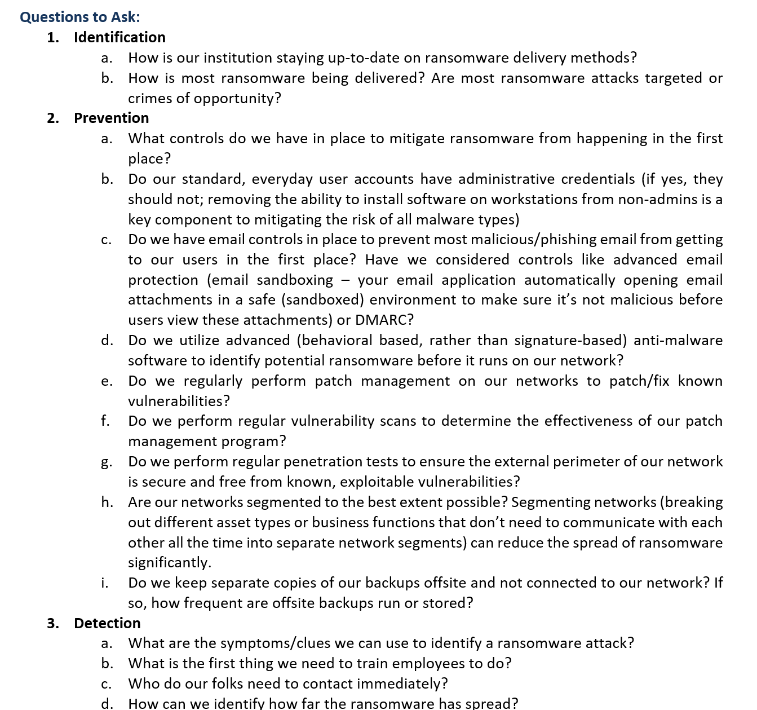 Questions to Ask:
1. Identification
a. How is our institution staying up-to-date on ransomware delivery methods?
b. How is most ransomware being delivered? Are most ransomware attacks targeted or
crimes of opportunity?
2. Prevention
a. What controls do we have in place to mitigate ransomware from happening in the first
place?
b. Do our standard, everyday user accounts have administrative credentials (if yes, they
should not; removing the ability to install software on workstations from non-admins is a
key component to mitigating the risk of all malware types)
c. Do we have email controls in place to prevent most malicious/phishing email from getting
to our users in the first place? Have we considered controls like advanced email
protection (email sandboxing – your email application automatically opening email
attachments in a safe (sandboxed) environment to make sure it's not malicious before
users view these attachments) or DMARC?
d. Do we utilize advanced (behavioral based, rather than signature-based) anti-malware
software to identify potential ransomware before it runs on our network?
e. Do we regularly perform patch management on our networks to patch/fix known
vulnerabilities?
f. Do we perform regular vulnerability scans to determine the effectiveness of our patch
management program?
g. Do we perform regular penetration tests to ensure the external perimeter of our network
is secure and free from known, exploitable vulnerabilities?
h. Are our networks segmented to the best extent possible? Segmenting networks (breaking
out different asset types or business functions that don't need to communicate with each
other all the time into separate network segments) can reduce the spread of ransomware
significantly.
i. Do we keep separate copies of our backups offsite and not connected to our network? If
so, how frequent are offsite backups run or stored?
3. Detection
a. What are the symptoms/clues we can use to identify a ransomware attack?
b. What is the first thing we need to train employees to do?
c. Who do our folks need to contact immediately?
d. How can we identify how far the ransomware has spread?